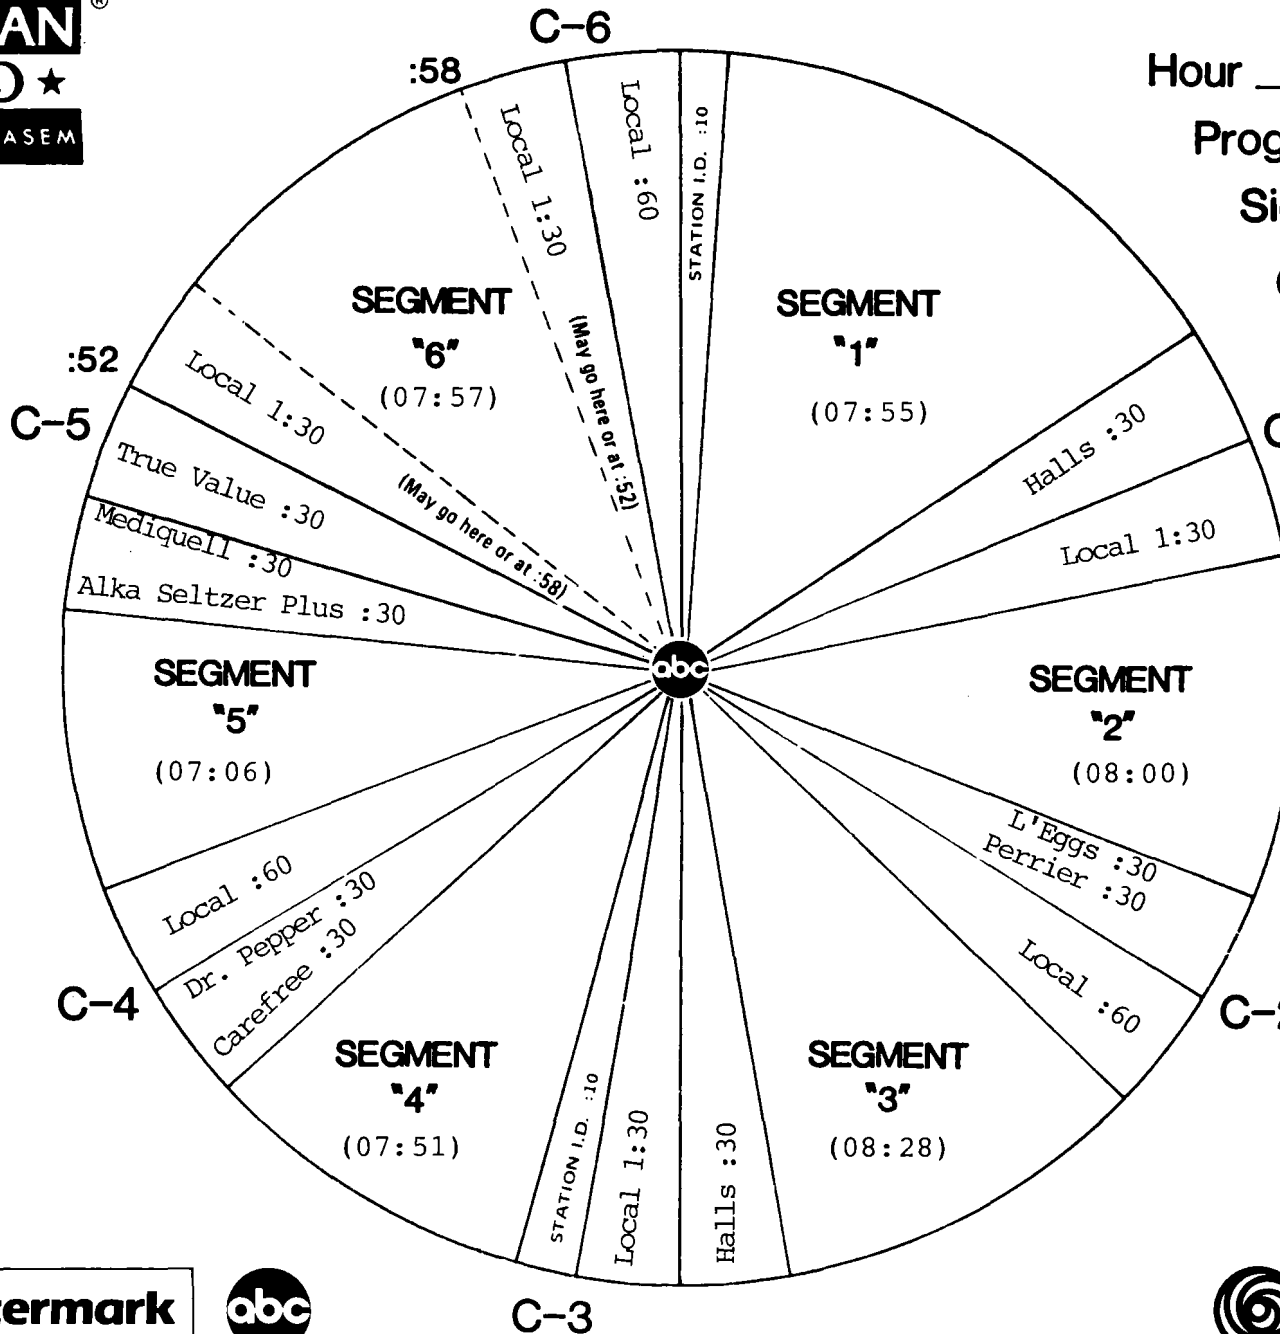 AN ®
★
ASEM
C-6
:58
Hour
:52
C-5
C-4
C-3
Local :60
STATION I.D. :10
SEGMENT
"1"
(07:55)
Halls :30
Local 1:30
SEGMENT
"2"
(08:00)
L'Eggs :30
Perrier :30
Local :60
SEGMENT
"3"
(08:28)
Halls :30
Local 1:30
STATION I.D. :10
SEGMENT
"4"
(07:51)
Carefree :30
Dr. Pepper :30
Local :60
SEGMENT
"5"
(07:06)
Alka Seltzer Plus :30
Mediquell :30
True Value :30
Local 1:30
(May go here or at :58)
SEGMENT
"6"
(07:57)
Local 1:30
(May go here or at :52)
abc
termark
abc